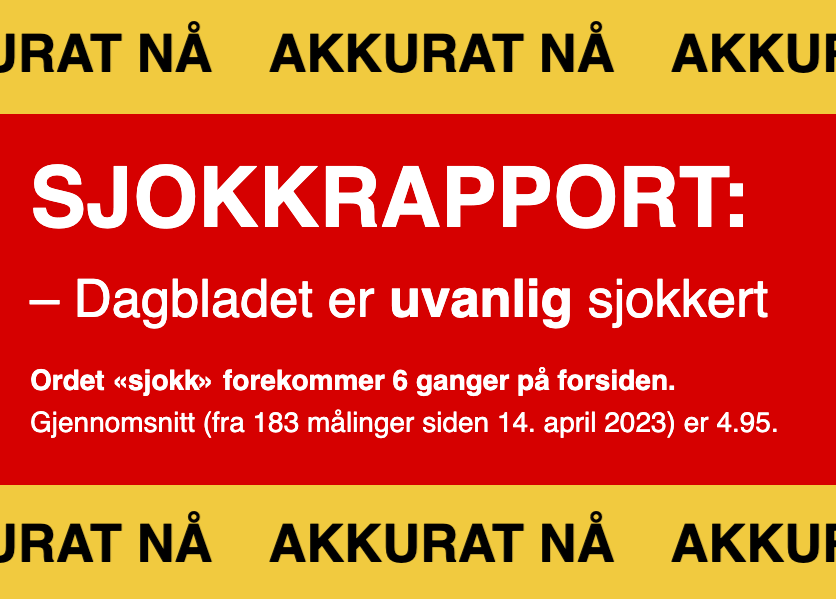 URAT NÅ AKKURAT NÅ AKKUR
SJOKKRAPPORT:
– Dagbladet er uvanlig sjokkert
Ordet «sjokk» forekommer 6 ganger på forsiden.
Gjennomsnitt (fra 183 målinger siden 14. april 2023) er 4.95.
URAT NÅ AKKURAT NÅ AKKUR